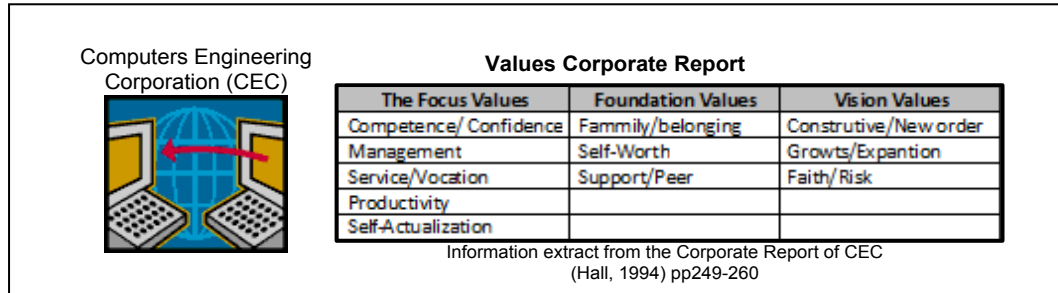 Computers Engineering
Corporation (CEC)
Values Corporate Report
The Focus Values Foundation Values Vision Values
Competence/ Confidence Fammily/belonging Construtive/New order
Management Self-Worth Growts/Expantion
Service/Vocation Support/Peer Faith/Risk
Productivity
Self-Actualization
Information extract from the Corporate Report of CEC
(Hall, 1994) pp249-260